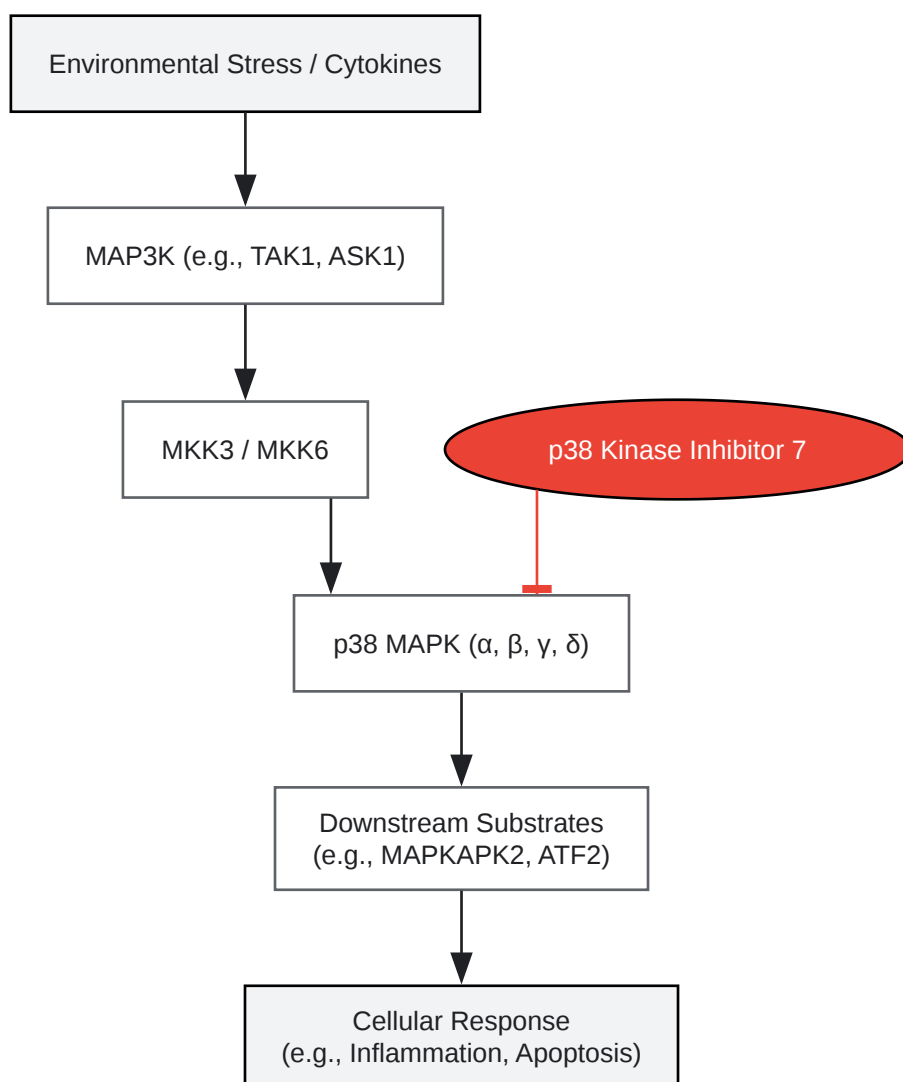 Environmental Stress / Cytokines
MAP3K (e.g., TAK1, ASK1)
MKK3 / MKK6
p38 Kinase Inhibitor 7
p38 MAPK (α, β, γ, δ)
Downstream Substrates
(e.g., MAPKAPK2, ATF2)
Cellular Response
(e.g., Inflammation, Apoptosis)